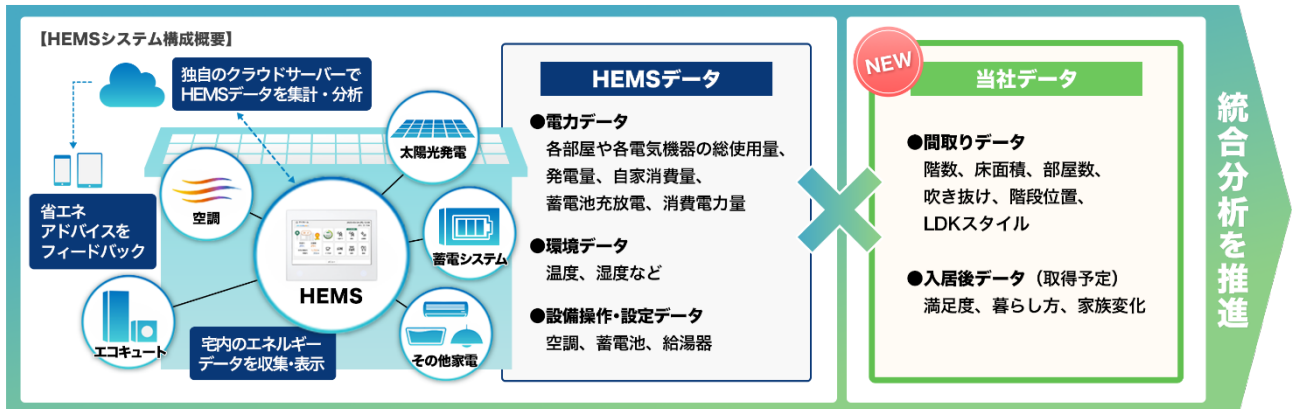 【HEMSシステム構成概要】
独自のクラウドサーバーで
HEMSデータを集計・分析
太陽光発電
空調
省エネ
アドバイスを
フィードバック
HEMS
蓄電システム
エコキュート
宅内のエネルギー
データを収集・表示
その他家電
HEMSデータ
●電力データ
各部屋や各電気機器の総使用量、
発電量、自家消費量、
蓄電池充放電、消費電力量
●環境データ
温度、湿度など
●設備操作・設定データ
空調、蓄電池、給湯器
NEW
当社データ
●間取りデータ
階数、床面積、部屋数、
吹き抜け、階段位置、
LDKスタイル
●入居後データ（取得予定）
満足度、暮らし方、家族変化
統合分析を推進